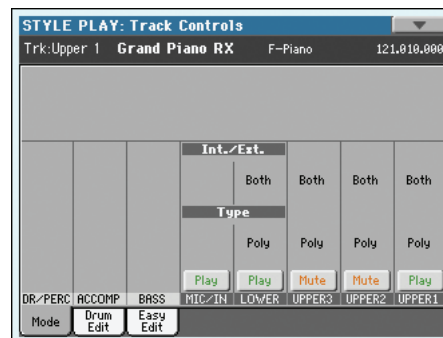 STYLE PLAY: Track Controls
Trk:Upper 1 Grand Piano RX F-Piano 121.010.000
Int./Ext.
Both Both Both Both
Type
Poly Poly Poly Poly
Play Play Mute Mute Play
DR/PERC ACCOMP BASS MIC/IN LOWER UPPER3 UPPER2 UPPER1
Mode Drum Edit Easy Edit